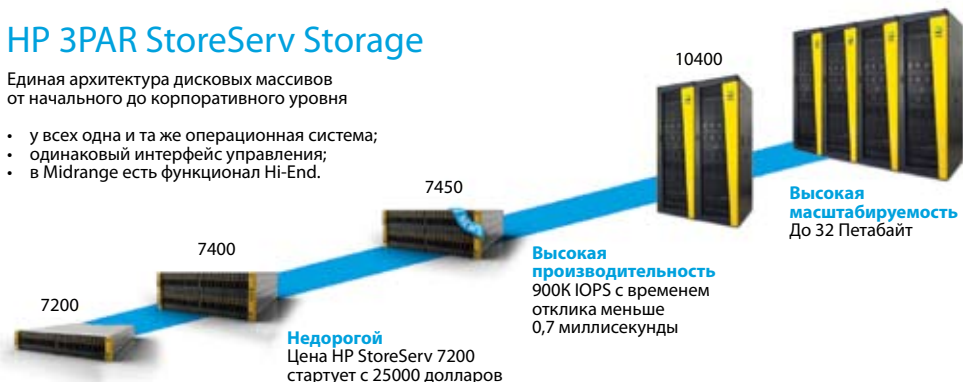 HP 3PAR StoreServ Storage
Единая архитектура дисковых массивов
от начального до корпоративного уровня
• у всех одна и та же операционная система;
• одинаковый интерфейс управления;
• в Midrange есть функционал Hi-End.
10400
7450
7400
7200
Высокая
масштабируемость
До 32 Петабайт
Высокая
производительность
900K IOPS с временем
отклика меньше
0,7 миллисекунды
Недорогой
Цена HP StoreServ 7200
стартует с 25000 долларов